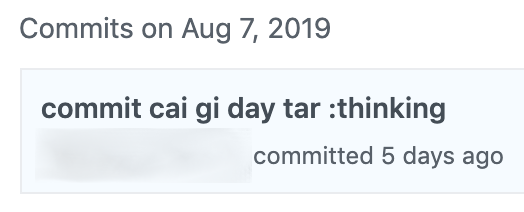 Commits on Aug 7, 2019
commit cai gi day tar :thinking
committed 5 days ago